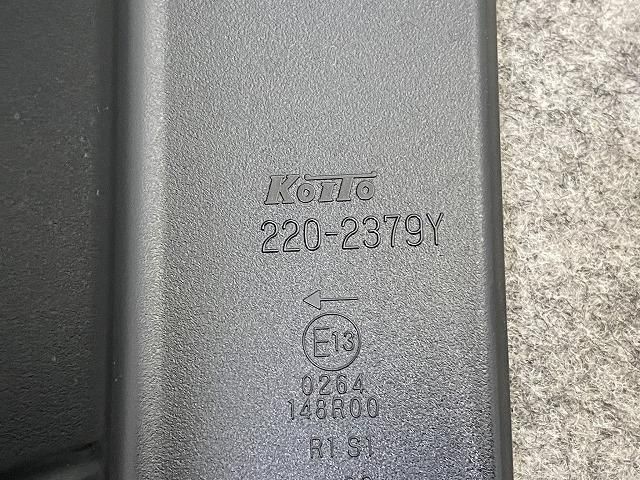 KOITO
220-2379Y
←
E13
0264
148R00
R1 S1